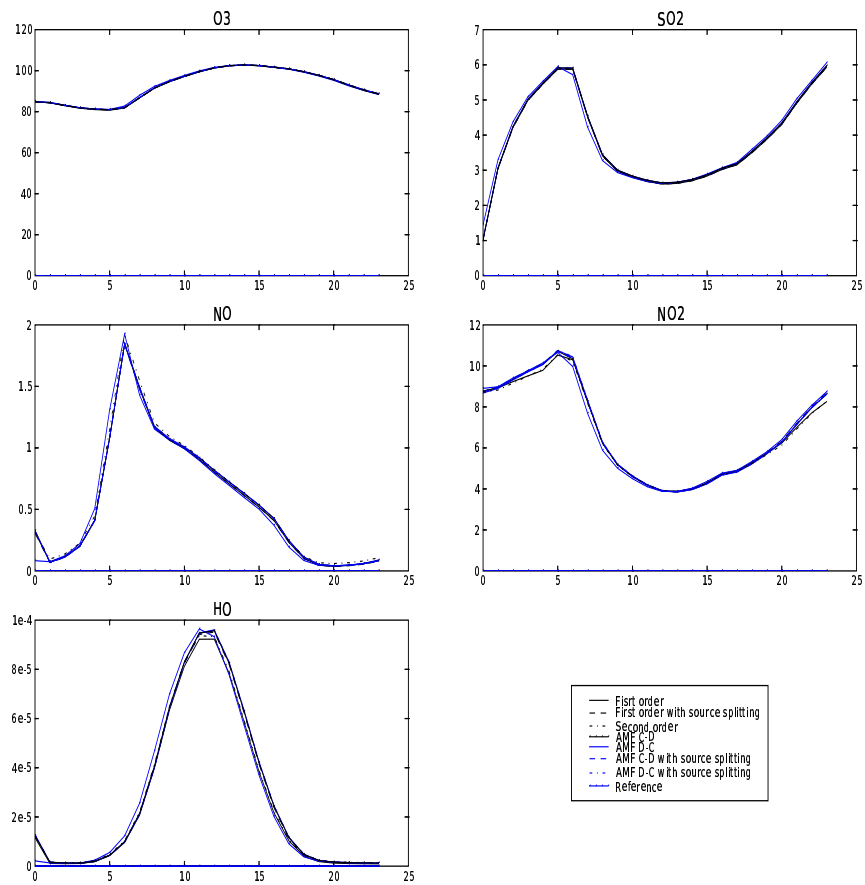 O3
120
100
80
60
40
20
0
0 5 10 15 20 25
SO2
7
6
5
4
3
2
1
0
0 5 10 15 20 25
NO
2
1.5
1
0.5
0
0 5 10 15 20 25
NO2
12
10
8
6
4
2
0
0 5 10 15 20 25
HO
1e-4
8e-5
6e-5
4e-5
2e-5
0
0 5 10 15 20 25
Fisrt order
First order with source splitting
Second order
AMF C-D
AMF D-C
AMF C-D with source splitting
AMF D-C with source splitting
Reference